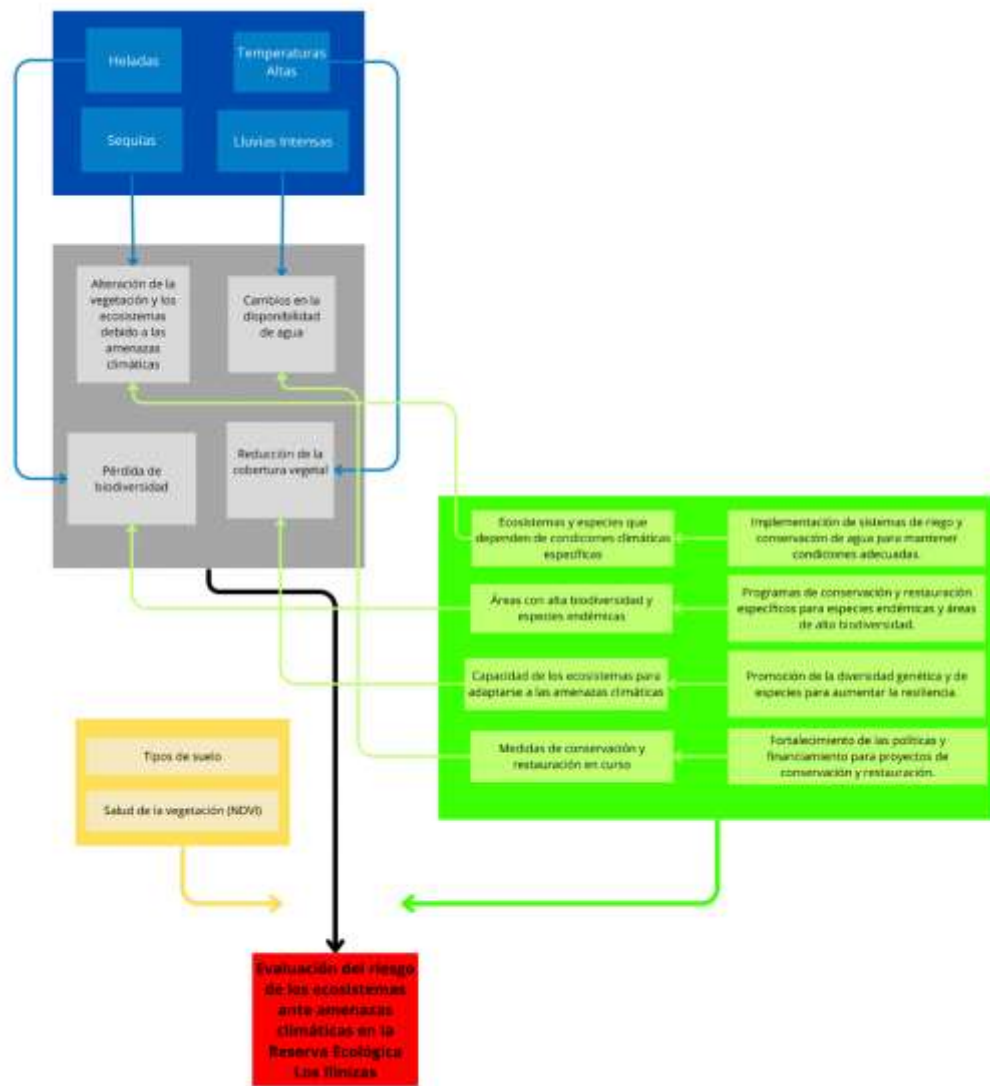 Heladas
Temperaturas
Altas
Sequías
Lluvias Intensas
Alteración de la
vegetación y los
ecosistemas
debido a las
amenazas
climáticas
Cambios en la
disponibilidad
de agua
Pérdida de
biodiversidad
Reducción de la
cobertura vegetal
Ecosistemas y especies que
dependen de condiciones climáticas
específicas
Implementación de sistemas de riego y
conservación de agua para mantener
condiciones adecuadas.
Áreas con alta biodiversidad y
especies endémicas
Programas de conservación y restauración
específicos para especies endémicas y áreas
de alto biodiversidad.
Capacidad de los ecosistemas para
adaptarse a las amenazas climáticas
Promoción de la diversidad genética y de
especies para aumentar la resiliencia.
Medidas de conservación y
restauración en curso
Fortalecimiento de las políticas y
financiamiento para proyectos de
conservación y restauración.
Tipos de suelo
Salud de la vegetación (NDVI)
Evaluación del riesgo
de los ecosistemas
ante amenazas
climáticas en la
Reserva Ecológica
Los Ilinizas